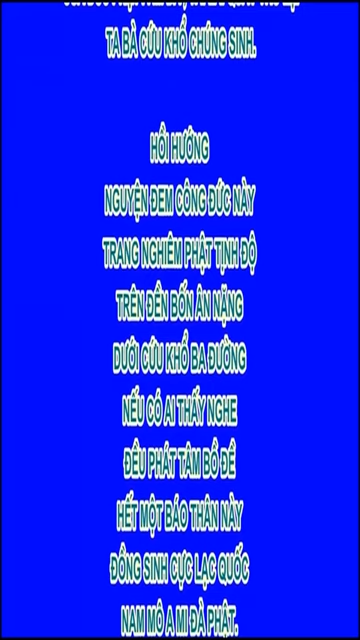 TA BÀ CỨU KHỔ CHÚNG SINH.
HỒI HƯỚNG
NGUYỆN ĐEM CÔNG ĐỨC NÀY
TRANG NGHIÊM PHẬT TỊNH ĐỘ
TRÊN ĐỀN BỐN ÂN NẶNG
DƯỚI CỨU KHỔ BA ĐƯỜNG
NẾU CÓ AI THẤY NGHE
ĐỀU PHÁT TÂM BỒ ĐỀ
HẾT MỘT BÁO THÂN NÀY
ĐỒNG SINH CỰC LẠC QUỐC
NAM MÔ A MI ĐÀ PHẬT.